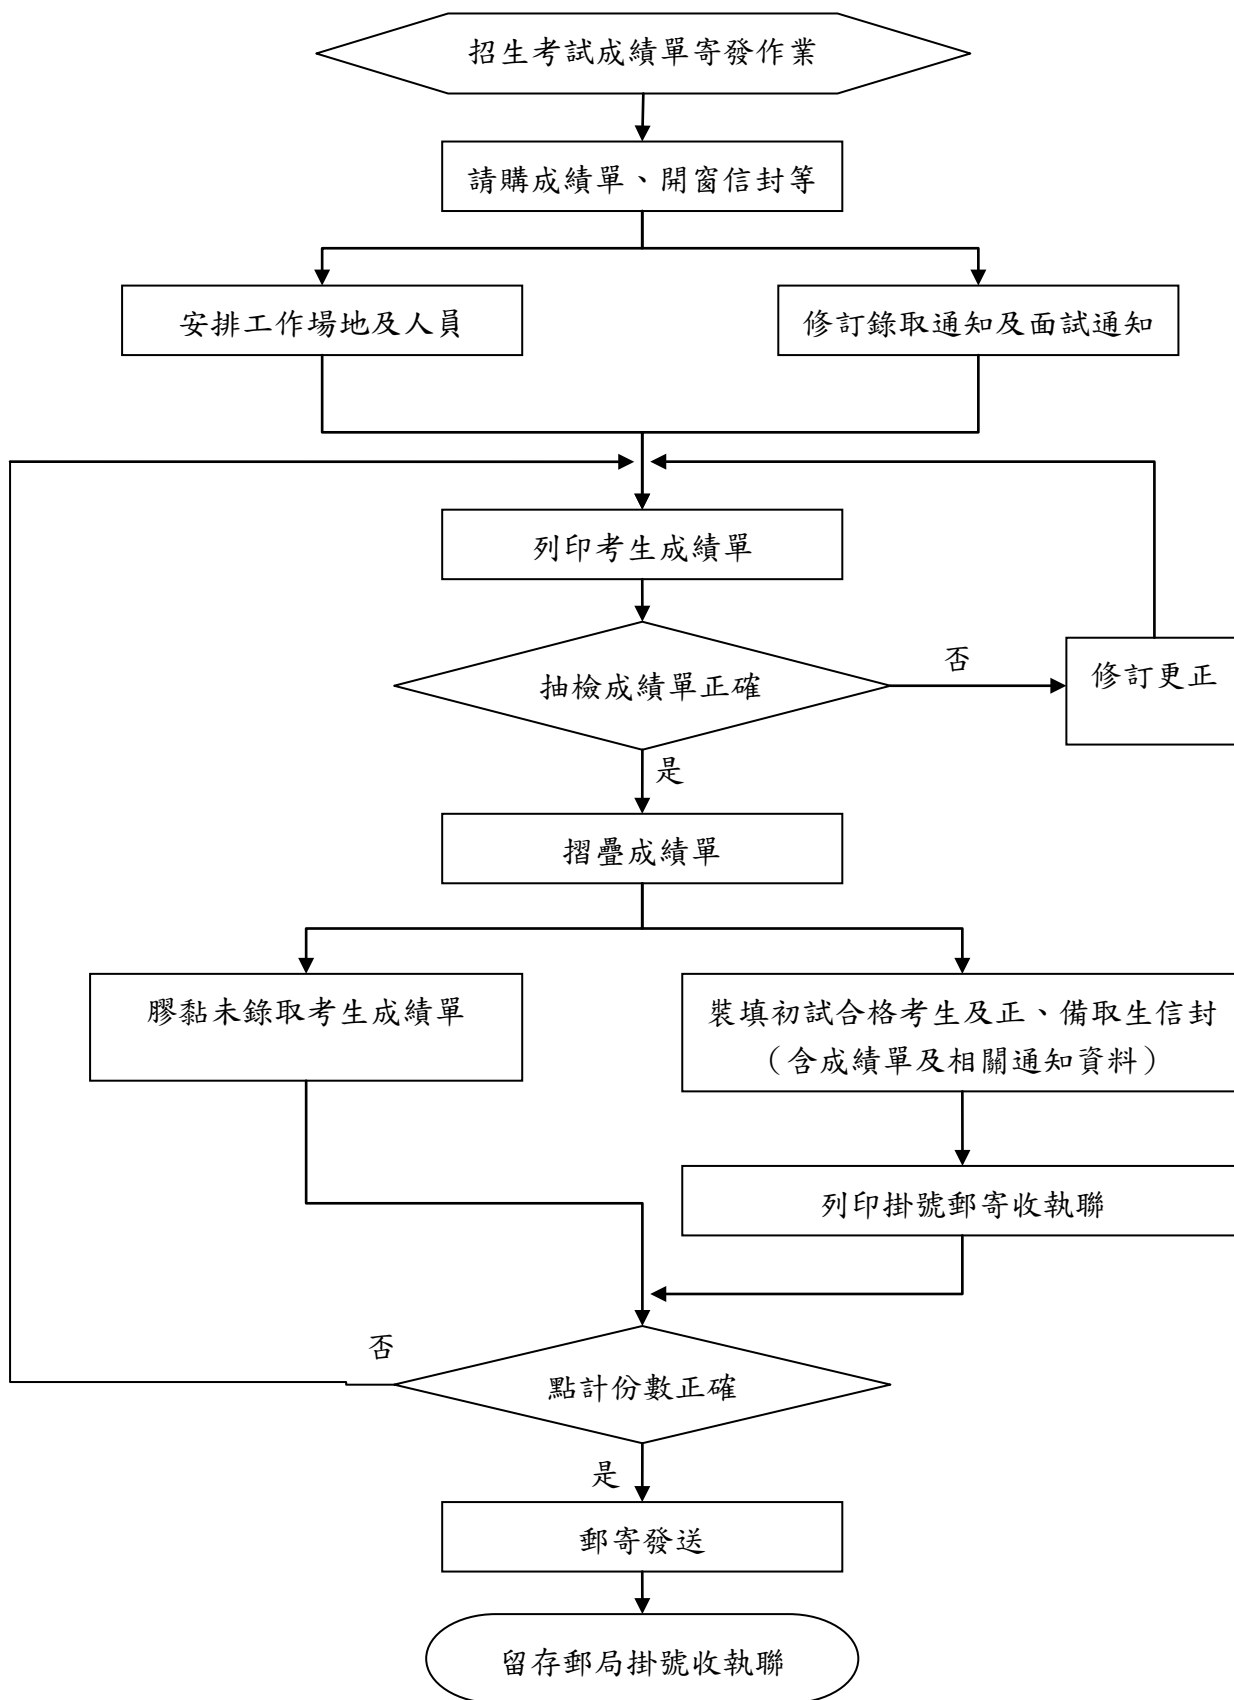 招生考試成績單寄發作業
請購成績單、開窗信封等
安排工作場地及人員
修訂錄取通知及面試通知
列印考生成績單
抽檢成績單正確
否
修訂更正
是
摺疊成績單
膠黏未錄取考生成績單
裝填初試合格考生及正、備取生信封
（含成績單及相關通知資料）
列印掛號郵寄收執聯
否
點計份數正確
是
郵寄發送
留存郵局掛號收執聯